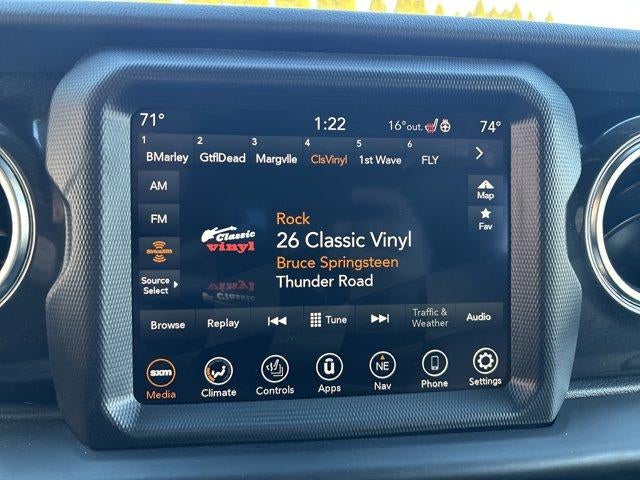 71° 1:22 16°out. 74°
1 2 3 4 5 6
BMarley GtflDead Margvlle ClsVinyl 1st Wave FLY
AM
Map
FM
Fav
Rock
Classic
vinyl
26 Classic Vinyl
SiriusXM
Bruce Springsteen
Source
Select
Thunder Road
Browse Replay Tune Traffic &
Weather Audio
sxm NE
Media Climate Controls Apps Nav Phone Settings